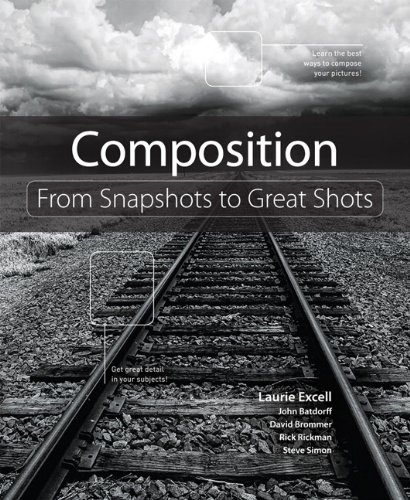 Learn the best
ways to compose
your pictures!
Composition
From Snapshots to Great Shots
Get great detail
in your subjects!
Laurie Excell
John Batdorff
David Brommer
Rick Rickman
Steve Simon